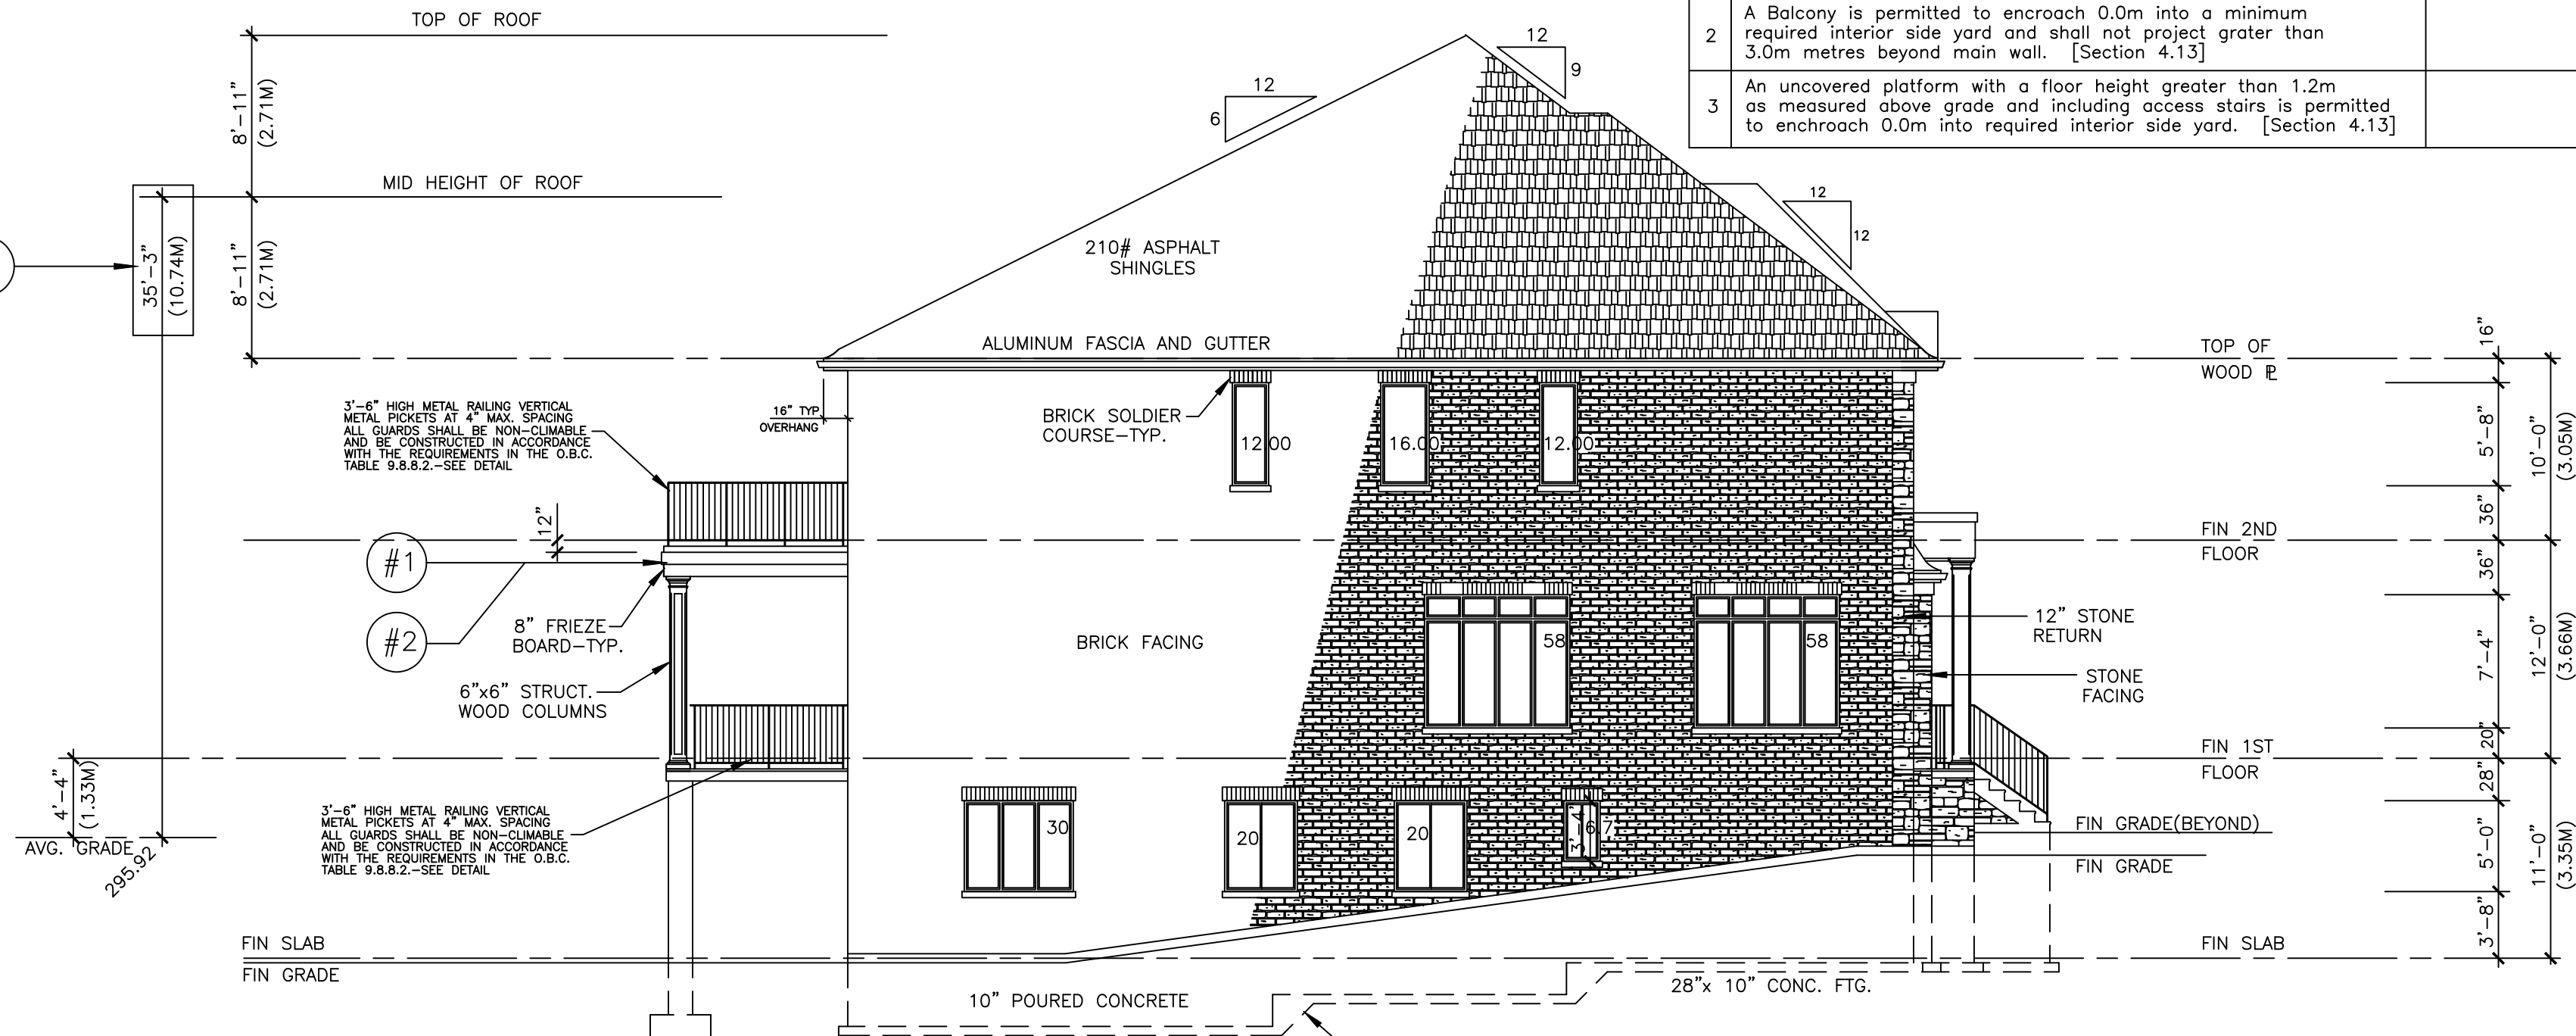 TOP OF ROOF
8'-11"
(2.71M)
MID HEIGHT OF ROOF
35'-3"
(10.74M)
8'-11"
(2.71M)
2
A Balcony is permitted to encroach 0.0m into a minimum
required interior side yard and shall not project grater than
3.0m metres beyond main wall. [Section 4.13]
3
An uncovered platform with a floor height greater than 1.2m
as measured above grade and including access stairs is permitted
to enchroach 0.0m into required interior side yard. [Section 4.13]
12
6
12
9
12
12
210# ASPHALT
SHINGLES
ALUMINUM FASCIA AND GUTTER
3'-6" HIGH METAL RAILING VERTICAL
METAL PICKETS AT 4" MAX. SPACING
ALL GUARDS SHALL BE NON-CLIMABLE
AND BE CONSTRUCTED IN ACCORDANCE
WITH THE REQUIREMENTS IN THE O.B.C.
TABLE 9.8.8.2.-SEE DETAIL
16" TYP.
OVERHANG
BRICK SOLDIER
COURSE-TYP.
12.00
16.00
12.00
12"
#1
#2
8" FRIEZE
BOARD-TYP.
6"x6" STRUCT.
WOOD COLUMNS
BRICK FACING
58
58
12" STONE
RETURN
STONE
FACING
TOP OF
WOOD PL
FIN 2ND
FLOOR
FIN 1ST
FLOOR
16"
5'-8"
36"
36"
7'-4"
20"
28"
5'-0"
3'-8"
10'-0"
(3.05M)
12'-0"
(3.66M)
11'-0"
(3.35M)
4'-4"
(1.33M)
AVG. GRADE
295.92
3'-6" HIGH METAL RAILING VERTICAL
METAL PICKETS AT 4" MAX. SPACING
ALL GUARDS SHALL BE NON-CLIMABLE
AND BE CONSTRUCTED IN ACCORDANCE
WITH THE REQUIREMENTS IN THE O.B.C.
TABLE 9.8.8.2.-SEE DETAIL
30
20
20
3'-4"
6.7
FIN GRADE(BEYOND)
FIN GRADE
FIN SLAB
FIN GRADE
FIN SLAB
10" POURED CONCRETE
28"x 10" CONC. FTG.